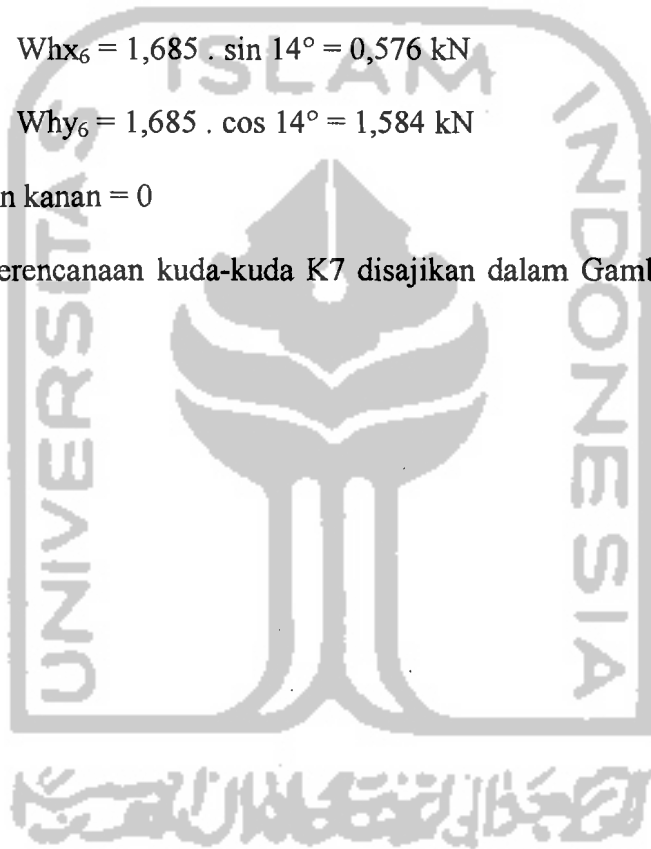 Whx₆ = 1,685 . sin 14° = 0,576 kN
Why₆ = 1,685 . cos 14° = 1,584 kN
n kanan = 0
erencanaan kuda-kuda K7 disajikan dalam Gamb
ISLAM
UNIVERSITAS
INDONESIA